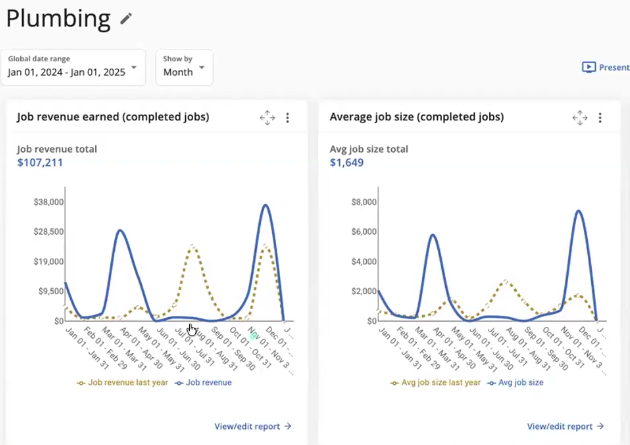 Plumbing
Global date range
Jan 01, 2024 - Jan 01, 2025
Show by
Month
Present
Job revenue earned (completed jobs)
Job revenue total
$107,211
$38,000
$28,500
$19,000
$9,500
$0
Jan 01 - Jan 31
Feb 01 - Feb 29
Mar 01 - Mar 31
Apr 01 - Apr 30
May 01 - May 31
Jun 01 - Jun 30
Jul 01 - Jul 31
Aug 01 - Aug 31
Sep 01 - Sep 30
Oct 01 - Oct 31
Nov 01 - Nov 3 ...
Dec 01 - ...
J...
Job revenue last year
Job revenue
View/edit report
Average job size (completed jobs)
Avg job size total
$1,649
$8,000
$6,000
$4,000
$2,000
$0
Jan 01 - Jan 31
Feb 01 - Feb 29
Mar 01 - Mar 31
Apr 01 - Apr 30
May 01 - May 31
Jun 01 - Jun 30
Jul 01 - Jul 31
Aug 01 - Aug 31
Sep 01 - Sep 30
Oct 01 - Oct 31
Nov 01 - Nov 3 ...
Dec 01 - ...
J...
Avg job size last year
Avg job size
View/edit report